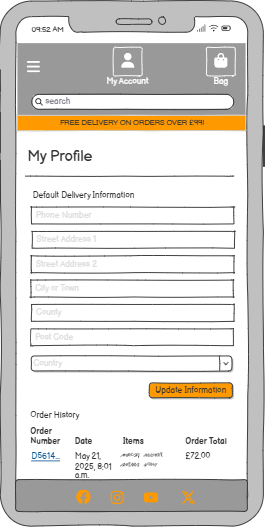 09:52 AM
My Account
Bag
search
FREE DELIVERY ON ORDERS OVER £99!
My Profile
Default Delivery Information
Phone Number
Street Address 1
Street Address 2
City or Town
County
Post Code
Country
Update Information
Order History
Order Number Date Items Order Total
D5614... May 21, 2025, 8:01 a.m. £72.00